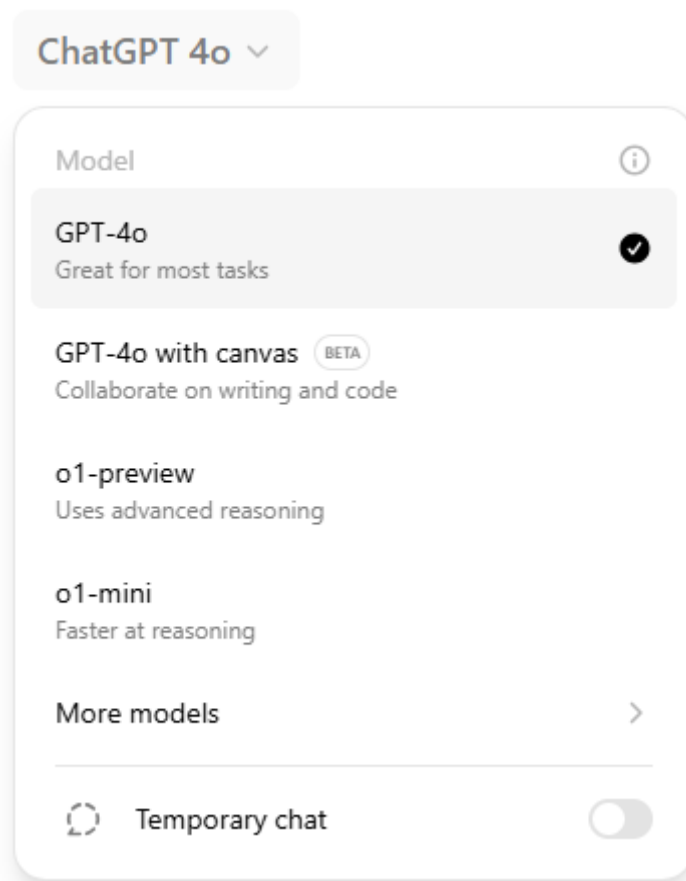 ChatGPT 4o
Model
GPT-4o
Great for most tasks
GPT-4o with canvas BETA
Collaborate on writing and code
o1-preview
Uses advanced reasoning
o1-mini
Faster at reasoning
More models
Temporary chat